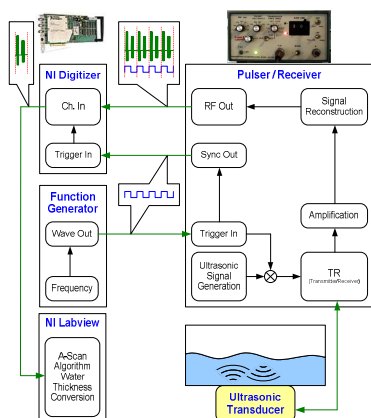 NI Digitizer
Ch. In
Trigger In
Pulser/Receiver
RF Out
Signal
Reconstruction
Sync Out
Amplification
Trigger In
Ultrasonic
Signal
Generation
TR
(Transmitter/Receiver)
Function
Generator
Wave Out
Frequency
NI Labview
A-Scan
Algorithm
Water
Thickness
Conversion
Ultrasonic
Transducer